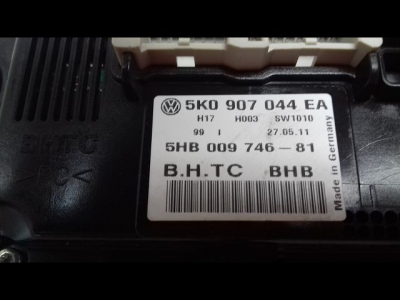 5K0 907 044 EA
H17 H003 SW1010
99 I 27.05.11
5HB 009 746-81
B.H.TC BHB
Made in Germany